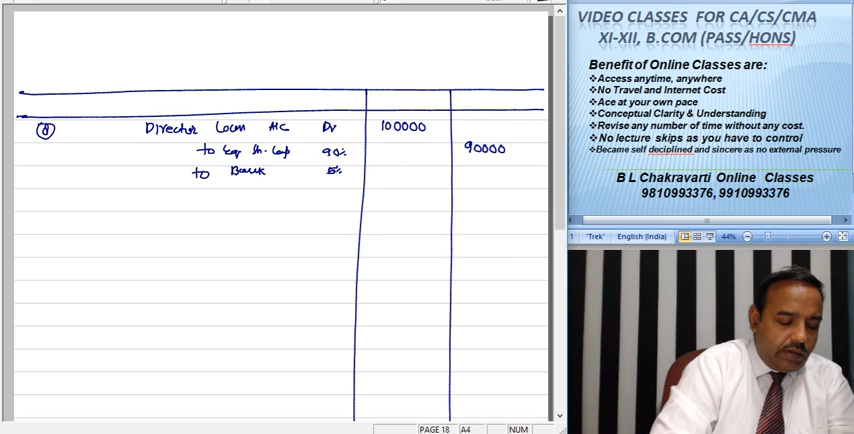 VIDEO CLASSES FOR CA/CS/CMA
XI-XII, B.COM (PASS/HONS)
Benefit of Online Classes are:
❖Access anytime, anywhere
❖No Travel and Internet Cost
❖Ace at your own pace
❖Conceptual Clarity & Understanding
❖Revise any number of time without any cost.
❖No lecture skips as you have to control
❖Became self deciplined and sincere as no external pressure
B L Chakravarti Online Classes
9810993376, 9910993376
1 "Trek" English (India) 44%
Director Loan A/C Dr 100000
to Eq Sh. Cap 90% 90000
to Bank 5%
PAGE 18 A4 NUM